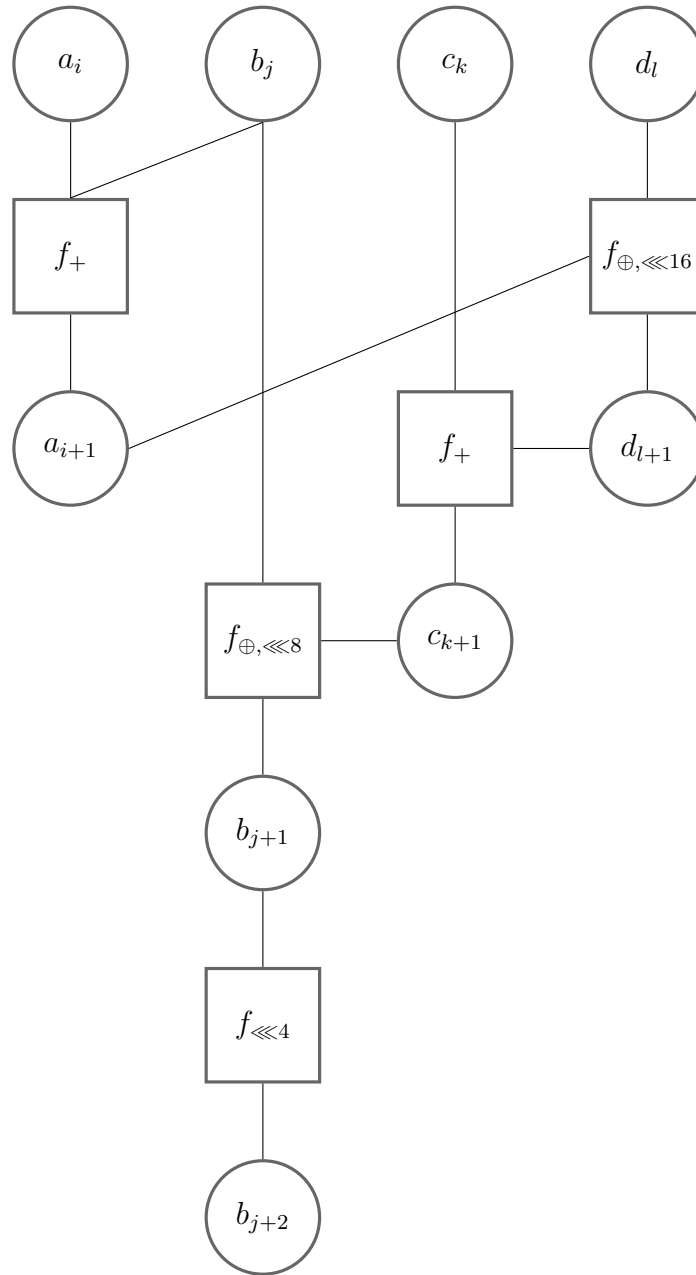 a_i b_j c_k d_l
f_+ f_{⊕,⋘16}
a_{i+1} f_+ d_{l+1}
f_{⊕,⋘8} c_{k+1}
b_{j+1}
f_{⋘4}
b_{j+2}